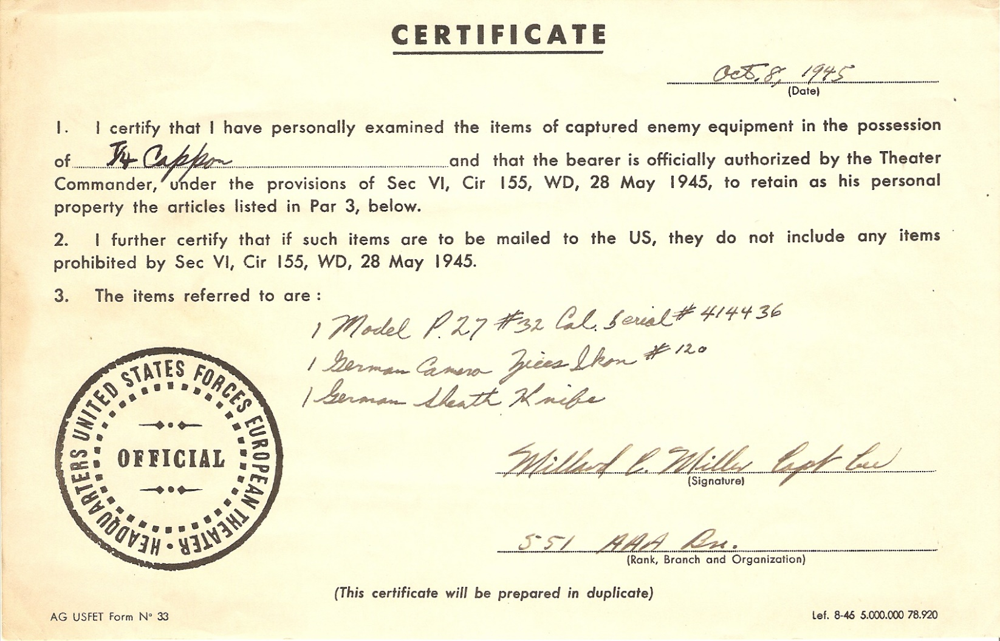 CERTIFICATE
Oct. 8, 1945
(Date)
1. I certify that I have personally examined the items of captured enemy equipment in the possession
of T/4 Cappon and that the bearer is officially authorized by the Theater
Commander, under the provisions of Sec VI, Cir 155, WD, 28 May 1945, to retain as his personal
property the articles listed in Par 3, below.
2. I further certify that if such items are to be mailed to the US, they do not include any items
prohibited by Sec VI, Cir 155, WD, 28 May 1945.
3. The items referred to are :
1 Model P.27 #32 Cal. Serial # 414436
1 German Camera Ikon # 120
1 German Sheath Knife
HEADQUARTERS UNITED STATES FORCES EUROPEAN THEATER •
OFFICIAL
Millard C. Miller Capt
(Signature)
551 AAA Bn.
(Rank, Branch and Organization)
(This certificate will be prepared in duplicate)
AG USFET Form N° 33
Lef. 8-45 5.000.000 78.920